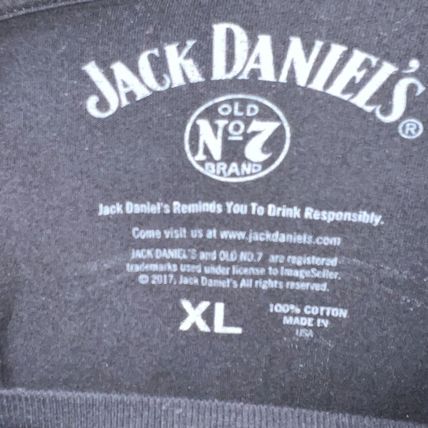 JACK DANIEL'S®
OLD
Nº7
BRAND
Jack Daniel's Reminds You To Drink Responsibly.
Come visit us at www.jackdaniels.com
JACK DANIEL'S and OLD NO.7 are registered
trademarks used under license to ImageSeller.
© 2017, Jack Daniel's All rights reserved.
XL
100% COTTON
MADE IN
USA